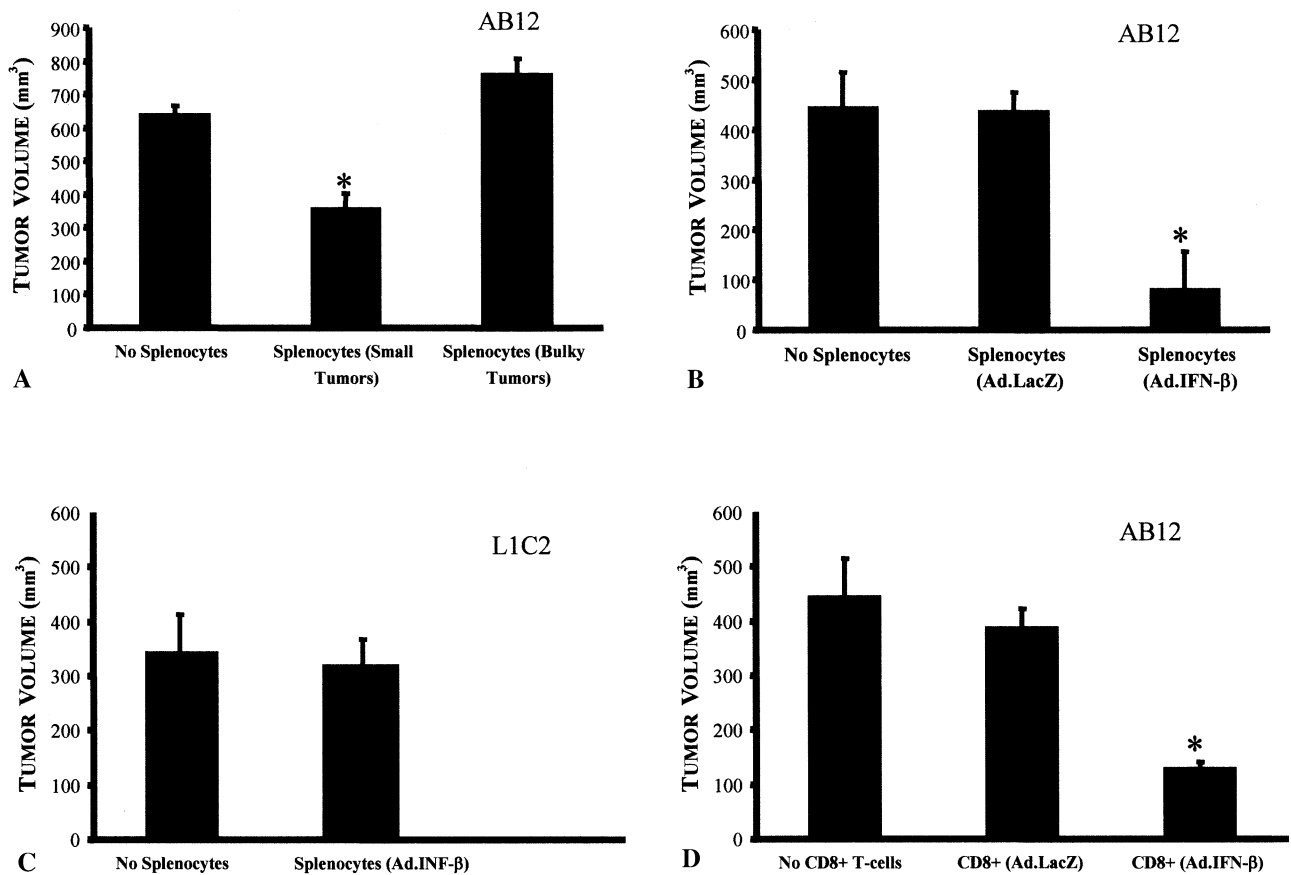 AB12
TUMOR VOLUME (mm³)
900
800
700
600
500
400
300
200
100
0
*
No Splenocytes
Splenocytes (Small
Tumors)
Splenocytes (Bulky
Tumors)
A
AB12
TUMOR VOLUME (mm³)
600
500
400
300
200
100
0
*
No Splenocytes
Splenocytes
(Ad.LacZ)
Splenocytes
(Ad.IFN-β)
B
L1C2
TUMOR VOLUME (mm³)
600
500
400
300
200
100
0
No Splenocytes
Splenocytes (Ad.INF-β)
C
AB12
TUMOR VOLUME (mm³)
600
500
400
300
200
100
0
*
No CD8+ T-cells
CD8+ (Ad.LacZ)
CD8+ (Ad.IFN-β)
D